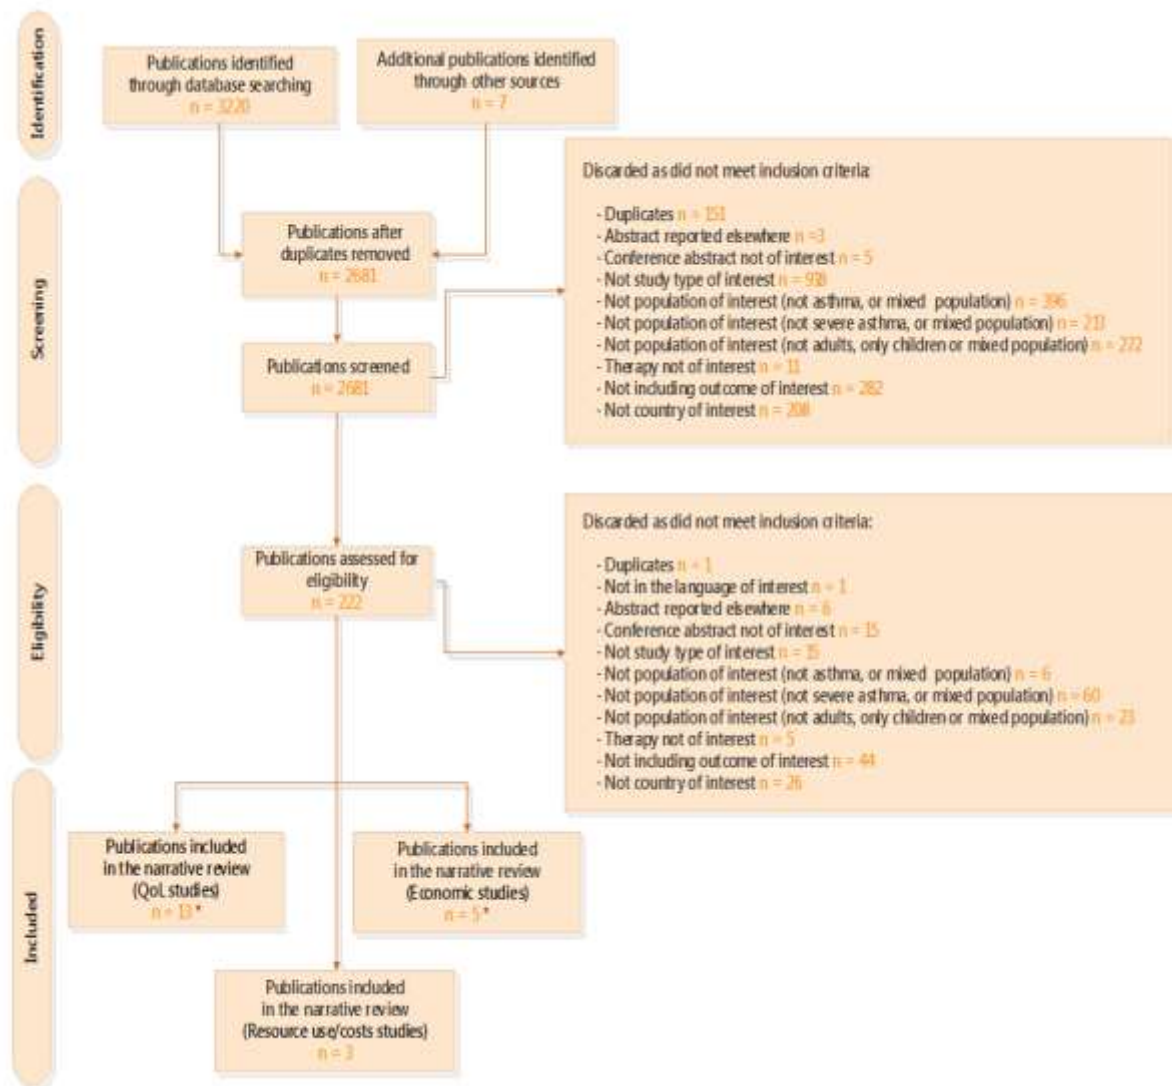 Identification
Publications identified
through database searching
n = 3220
Additional publications identified
through other sources
n = 7
Screening
Publications after
duplicates removed
n = 2681
Publications screened
n = 2681
Discarded as did not meet inclusion criteria:
- Duplicates n = 151
- Abstract reported elsewhere n =3
- Conference abstract not of interest n = 5
- Not study type of interest n = 918
- Not population of interest (not asthma, or mixed population) n = 396
- Not population of interest (not severe asthma, or mixed population) n = 213
- Not population of interest (not adults, only children or mixed population) n = 272
- Therapy not of interest n = 11
- Not including outcome of interest n = 282
- Not country of interest n = 208
Eligibility
Publications assessed for
eligibility
n = 222
Discarded as did not meet inclusion criteria:
- Duplicates n = 1
- Not in the language of interest n = 1
- Abstract reported elsewhere n = 6
- Conference abstract not of interest n = 15
- Not study type of interest n = 15
- Not population of interest (not asthma, or mixed population) n = 6
- Not population of interest (not severe asthma, or mixed population) n = 60
- Not population of interest (not adults, only children or mixed population) n = 23
- Therapy not of interest n = 5
- Not including outcome of interest n = 44
- Not country of interest n = 26
Included
Publications included
in the narrative review
(QoL studies)
n = 13 *
Publications included
in the narrative review
(Economic studies)
n = 5 *
Publications included
in the narrative review
(Resource use/costs studies)
n = 3